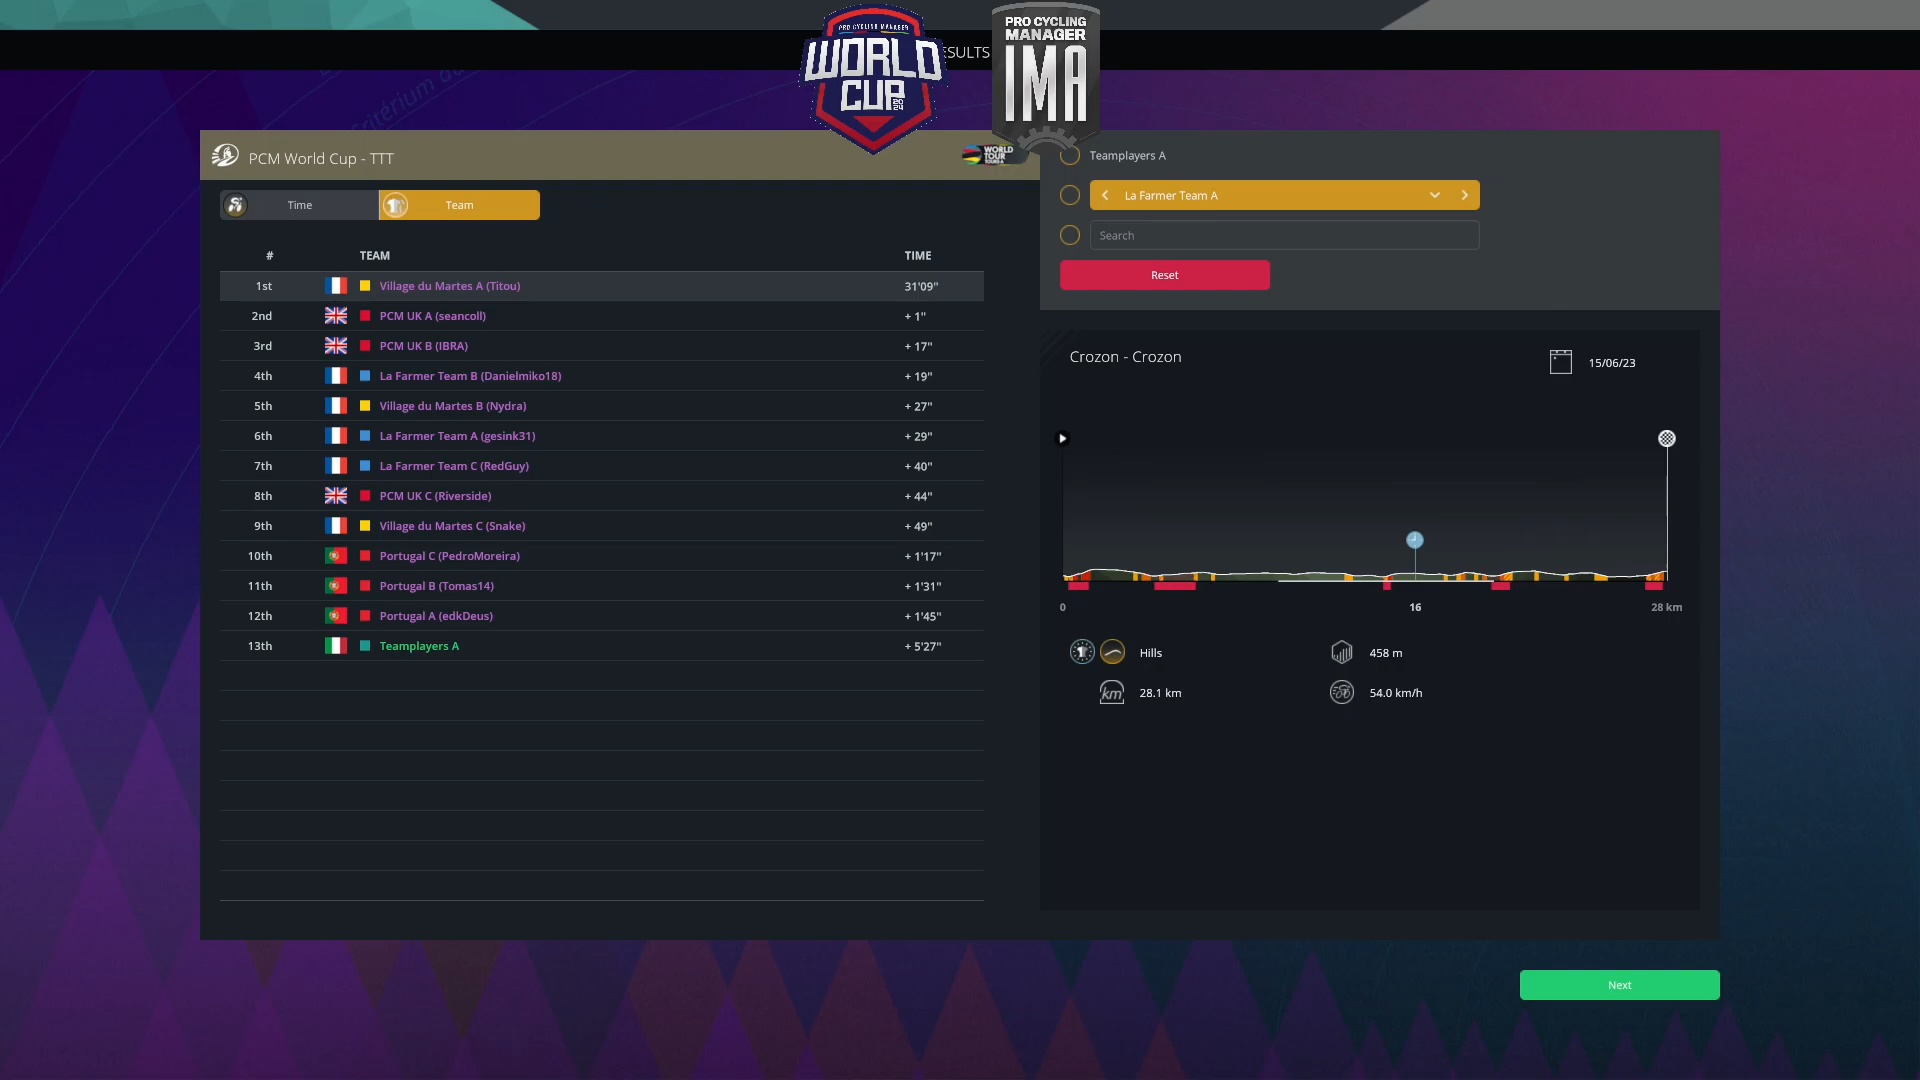 PRO CYCLING MANAGER
WORLD
CUP
SULTS
PRO CYCLING
MANAGER
IMA
PCM World Cup - TTT
WORLD
TOUR
Time
Team
# TEAM TIME
1st Village du Martes A (Titou) 31'09"
2nd PCM UK A (seancoll) + 1"
3rd PCM UK B (IBRA) + 17"
4th La Farmer Team B (Danielmiko18) + 19"
5th Village du Martes B (Nydra) + 27"
6th La Farmer Team A (gesink31) + 29"
7th La Farmer Team C (RedGuy) + 40"
8th PCM UK C (Riverside) + 44"
9th Village du Martes C (Snake) + 49"
10th Portugal C (PedroMoreira) + 1'17"
11th Portugal B (Tomas14) + 1'31"
12th Portugal A (edkDeus) + 1'45"
13th Teamplayers A + 5'27"
Teamplayers A
La Farmer Team A
Search
Reset
Crozon - Crozon
15/06/23
0 16 28 km
Hills
458 m
km 28.1 km
54.0 km/h
Next